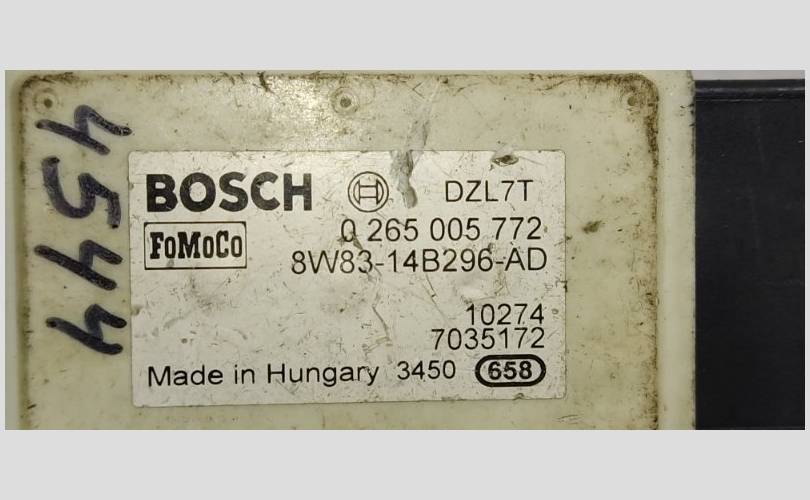 4544
BOSCH DZL7T
0 265 005 772
FoMoCo
8W83-14B296-AD
10274
7035172
Made in Hungary 3450 658